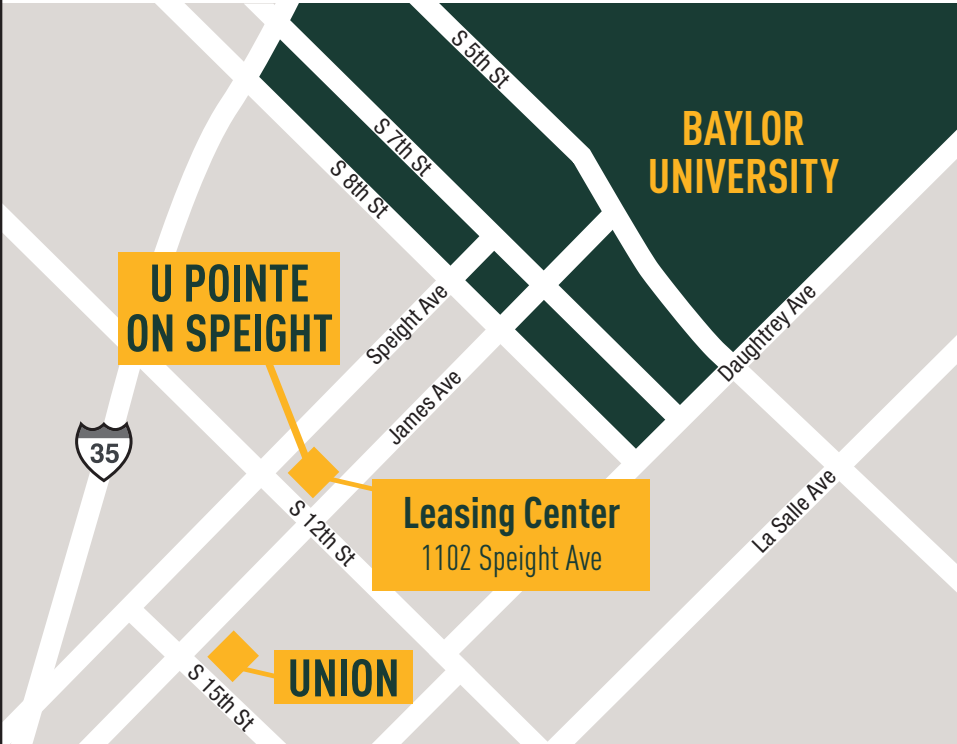 S 5th St
BAYLOR
UNIVERSITY
S 7th St
S 8th St
U POINTE
ON SPEIGHT
Speight Ave
Daughtrey Ave
James Ave
35
La Salle Ave
S 12th St
Leasing Center
1102 Speight Ave
UNION
S 15th St